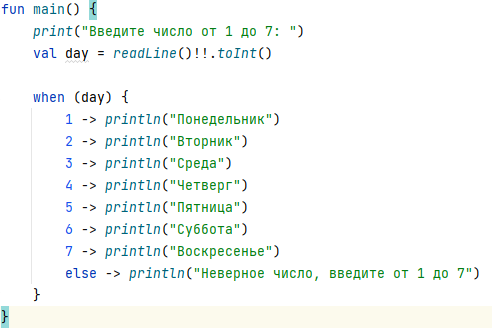 fun main() {
    print("Введите число от 1 до 7: ")
    val day = readLine()!!.toInt()

    when (day) {
        1 -> println("Понедельник")
        2 -> println("Вторник")
        3 -> println("Среда")
        4 -> println("Четверг")
        5 -> println("Пятница")
        6 -> println("Суббота")
        7 -> println("Воскресенье")
        else -> println("Неверное число, введите от 1 до 7")
    }
}